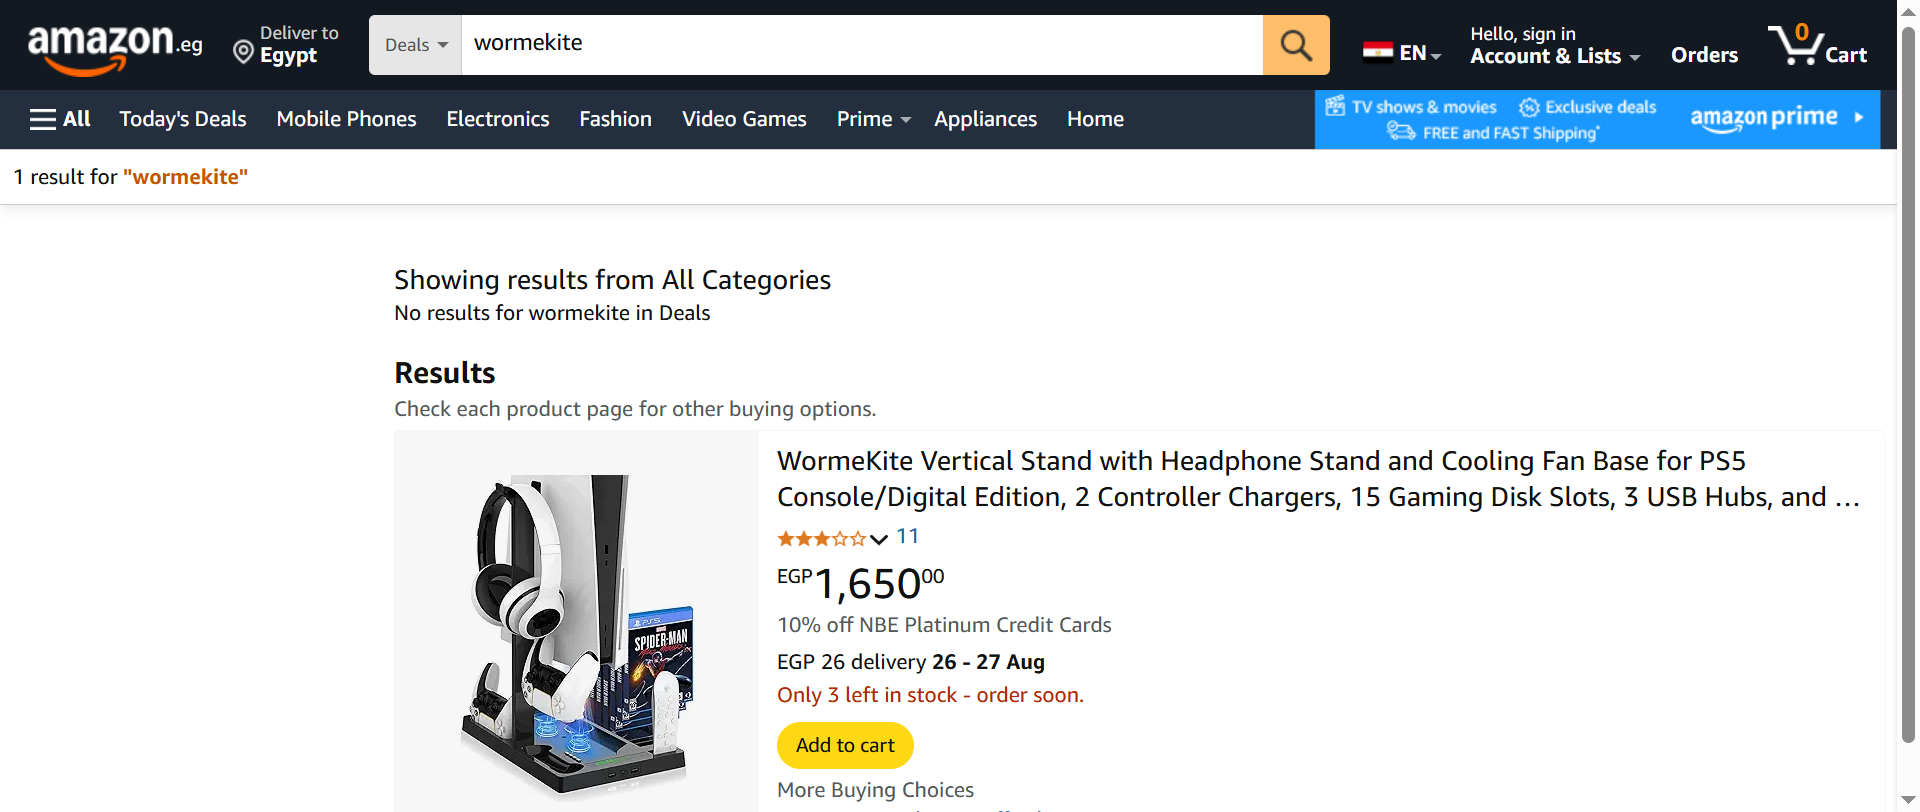 amazon.eg
Deliver to
Egypt
Deals
wormekite
EN
Hello, sign in
Account & Lists
Orders
0
Cart
All
Today's Deals
Mobile Phones
Electronics
Fashion
Video Games
Prime
Appliances
Home
TV shows & movies
Exclusive deals
FREE and FAST Shipping*
amazon prime
1 result for "wormekite"
Showing results from All Categories
No results for wormekite in Deals
Results
Check each product page for other buying options.
PS5
SPIDER-MAN
WormeKite Vertical Stand with Headphone Stand and Cooling Fan Base for PS5
Console/Digital Edition, 2 Controller Chargers, 15 Gaming Disk Slots, 3 USB Hubs, and …
11
EGP1,65000
10% off NBE Platinum Credit Cards
EGP 26 delivery 26 - 27 Aug
Only 3 left in stock - order soon.
Add to cart
More Buying Choices